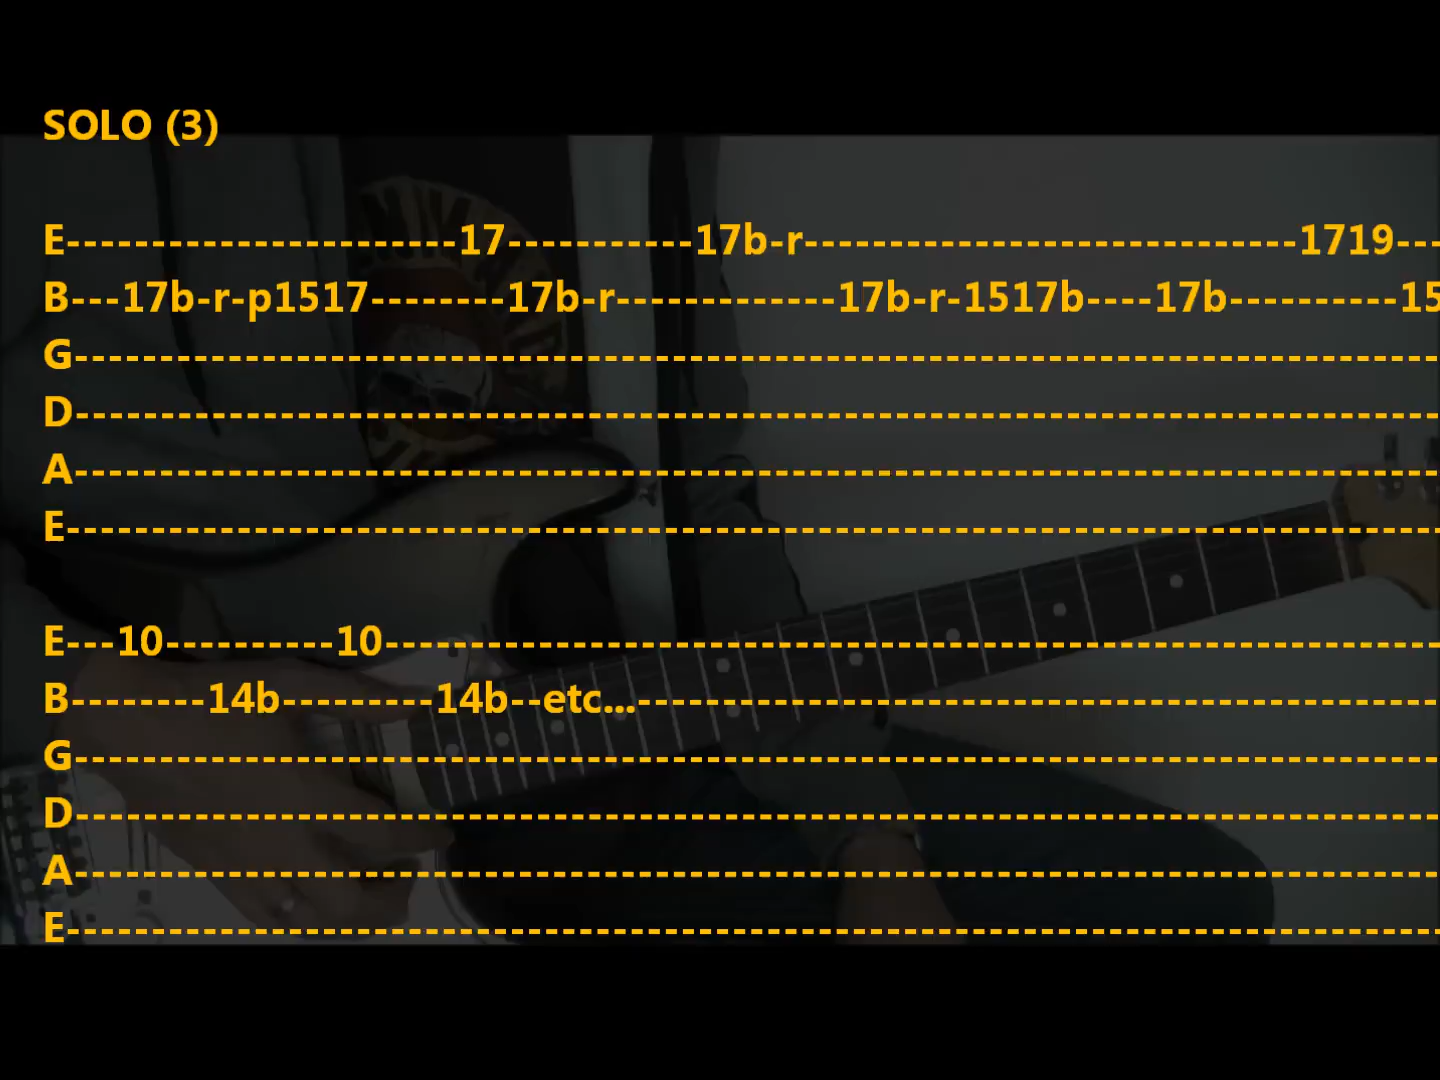 SOLO (3)
E-----------------------17-----------17b-r-----------------------------1719---
B---17b-r-p1517--------17b-r-------------17b-r-1517b----17b----------15
G--------------------------------------------------------------------------------
D--------------------------------------------------------------------------------
A--------------------------------------------------------------------------------
E--------------------------------------------------------------------------------
E---10----------10--------------------------------------------------------------
B--------14b---------14b--etc...-----------------------------------------------
G--------------------------------------------------------------------------------
D--------------------------------------------------------------------------------
A--------------------------------------------------------------------------------
E--------------------------------------------------------------------------------